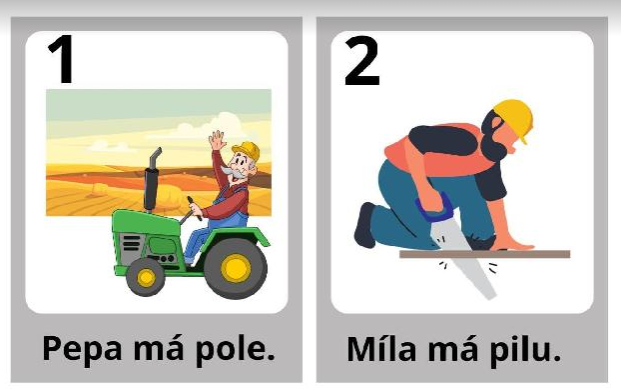 1
2
Pepa má pole.
Míla má pilu.